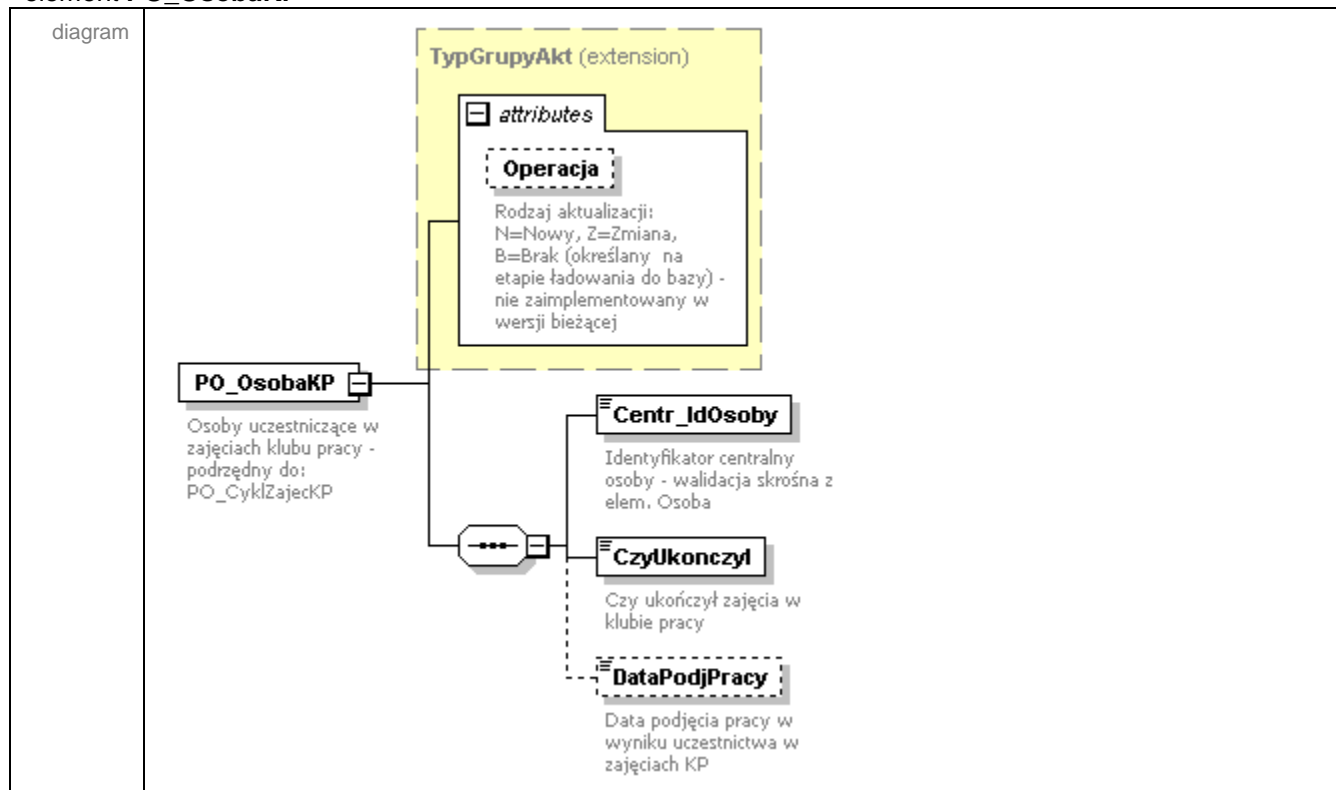 element PO_OsobaKP
diagram
TypGrupyAkt (extension)
attributes
Operacja
Rodzaj aktualizacji:
N=Nowy, Z=Zmiana,
B=Brak (określany na
etapie ładowania do bazy) -
nie zaimplementowany w
wersji bieżącej
PO_OsobaKP
Osoby uczestniczące w
zajęciach klubu pracy -
podrzędny do:
PO_CyklZajecKP
Centr_IdOsoby
Identyfikator centralny
osoby - walidacja skrośna z
elem. Osoba
CzyUkonczyl
Czy ukończył zajęcia w
klubie pracy
DataPodjPracy
Data podjęcia pracy w
wyniku uczestnictwa w
zajęciach KP